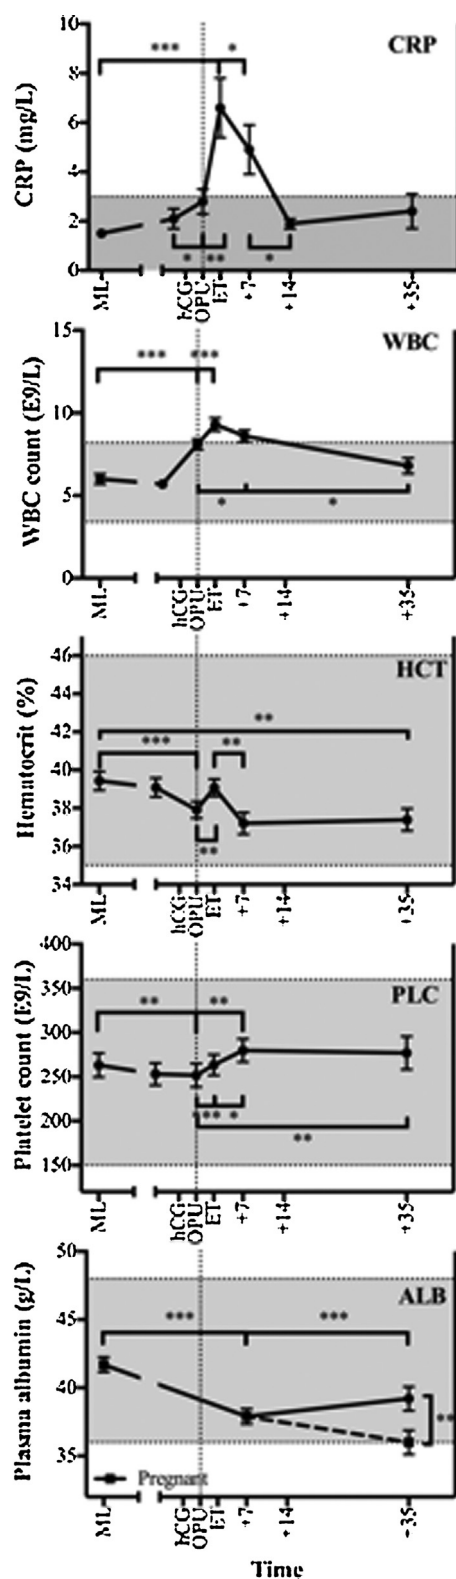 CRP
CRP (mg/L)
10
8
6
4
2
0
***
*
* ** *
ML hCG OPU ET +7 +14 +35
WBC
WBC count (E9/L)
15
10
5
0
*** ***
* *
ML hCG OPU ET +7 +14 +35
HCT
Hematocrit (%)
46
44
42
40
38
36
34
**
*** **
**
ML hCG OPU ET +7 +14 +35
PLC
Platelet count (E9/L)
400
350
300
250
200
150
** **
*** *
**
ML hCG OPU ET +7 +14 +35
ALB
Plasma albumin (g/L)
50
45
40
35
*** ***
**
Pregnant
ML hCG OPU ET +7 +14 +35
Time